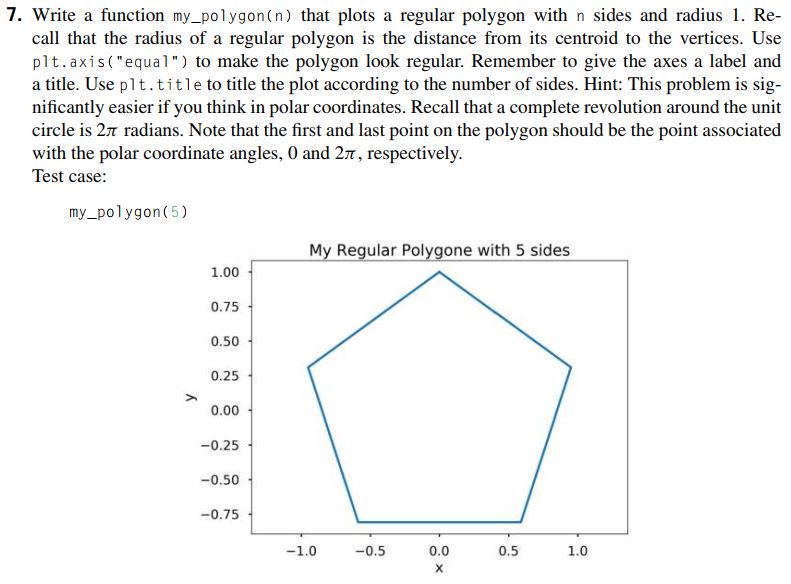 7. Write a function my_polygon(n) that plots a regular polygon with n sides and radius 1. Re-
call that the radius of a regular polygon is the distance from its centroid to the vertices. Use
plt.axis("equal") to make the polygon look regular. Remember to give the axes a label and
a title. Use plt.title to title the plot according to the number of sides. Hint: This problem is sig-
nificantly easier if you think in polar coordinates. Recall that a complete revolution around the unit
circle is 2π radians. Note that the first and last point on the polygon should be the point associated
with the polar coordinate angles, 0 and 2π, respectively.
Test case:
my_polygon(5)
My Regular Polygone with 5 sides
1.00
0.75
0.50
0.25
0.00
−0.25
−0.50
−0.75
y
−1.0 −0.5 0.0 0.5 1.0
x